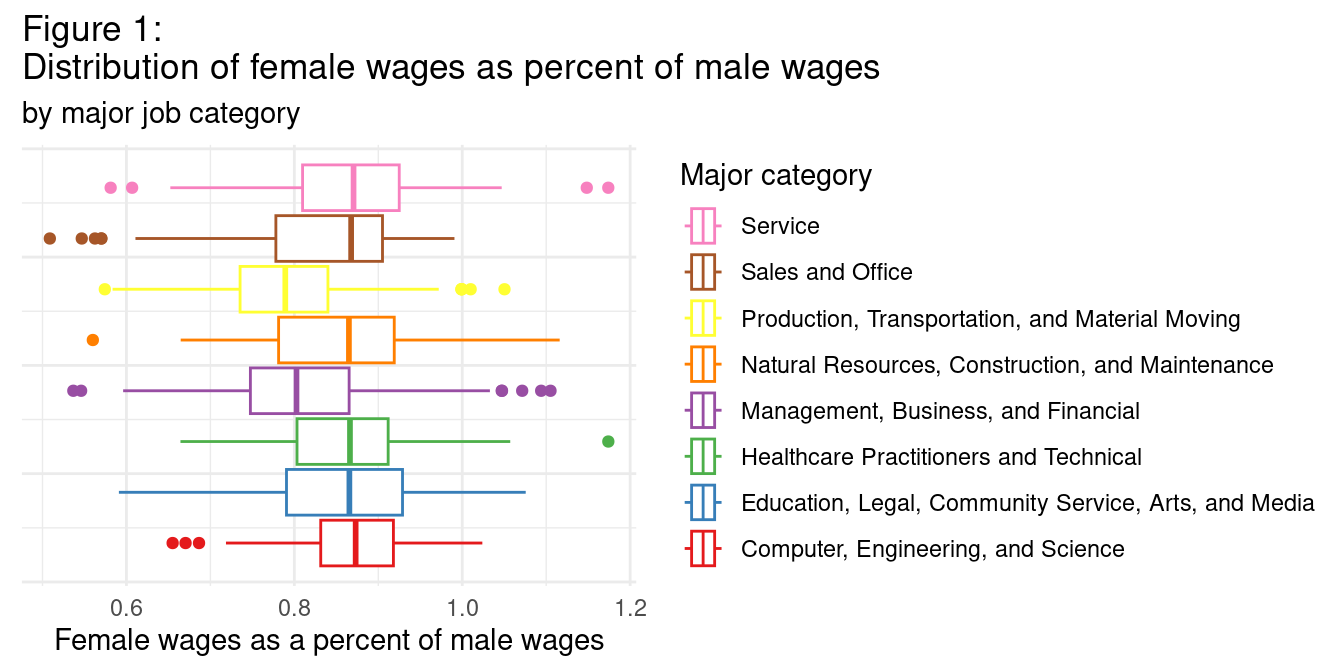 Figure 1:
Distribution of female wages as percent of male wages
by major job category
Major category
Service
Sales and Office
Production, Transportation, and Material Moving
Natural Resources, Construction, and Maintenance
Management, Business, and Financial
Healthcare Practitioners and Technical
Education, Legal, Community Service, Arts, and Media
Computer, Engineering, and Science
0.6 0.8 1.0 1.2
Female wages as a percent of male wages